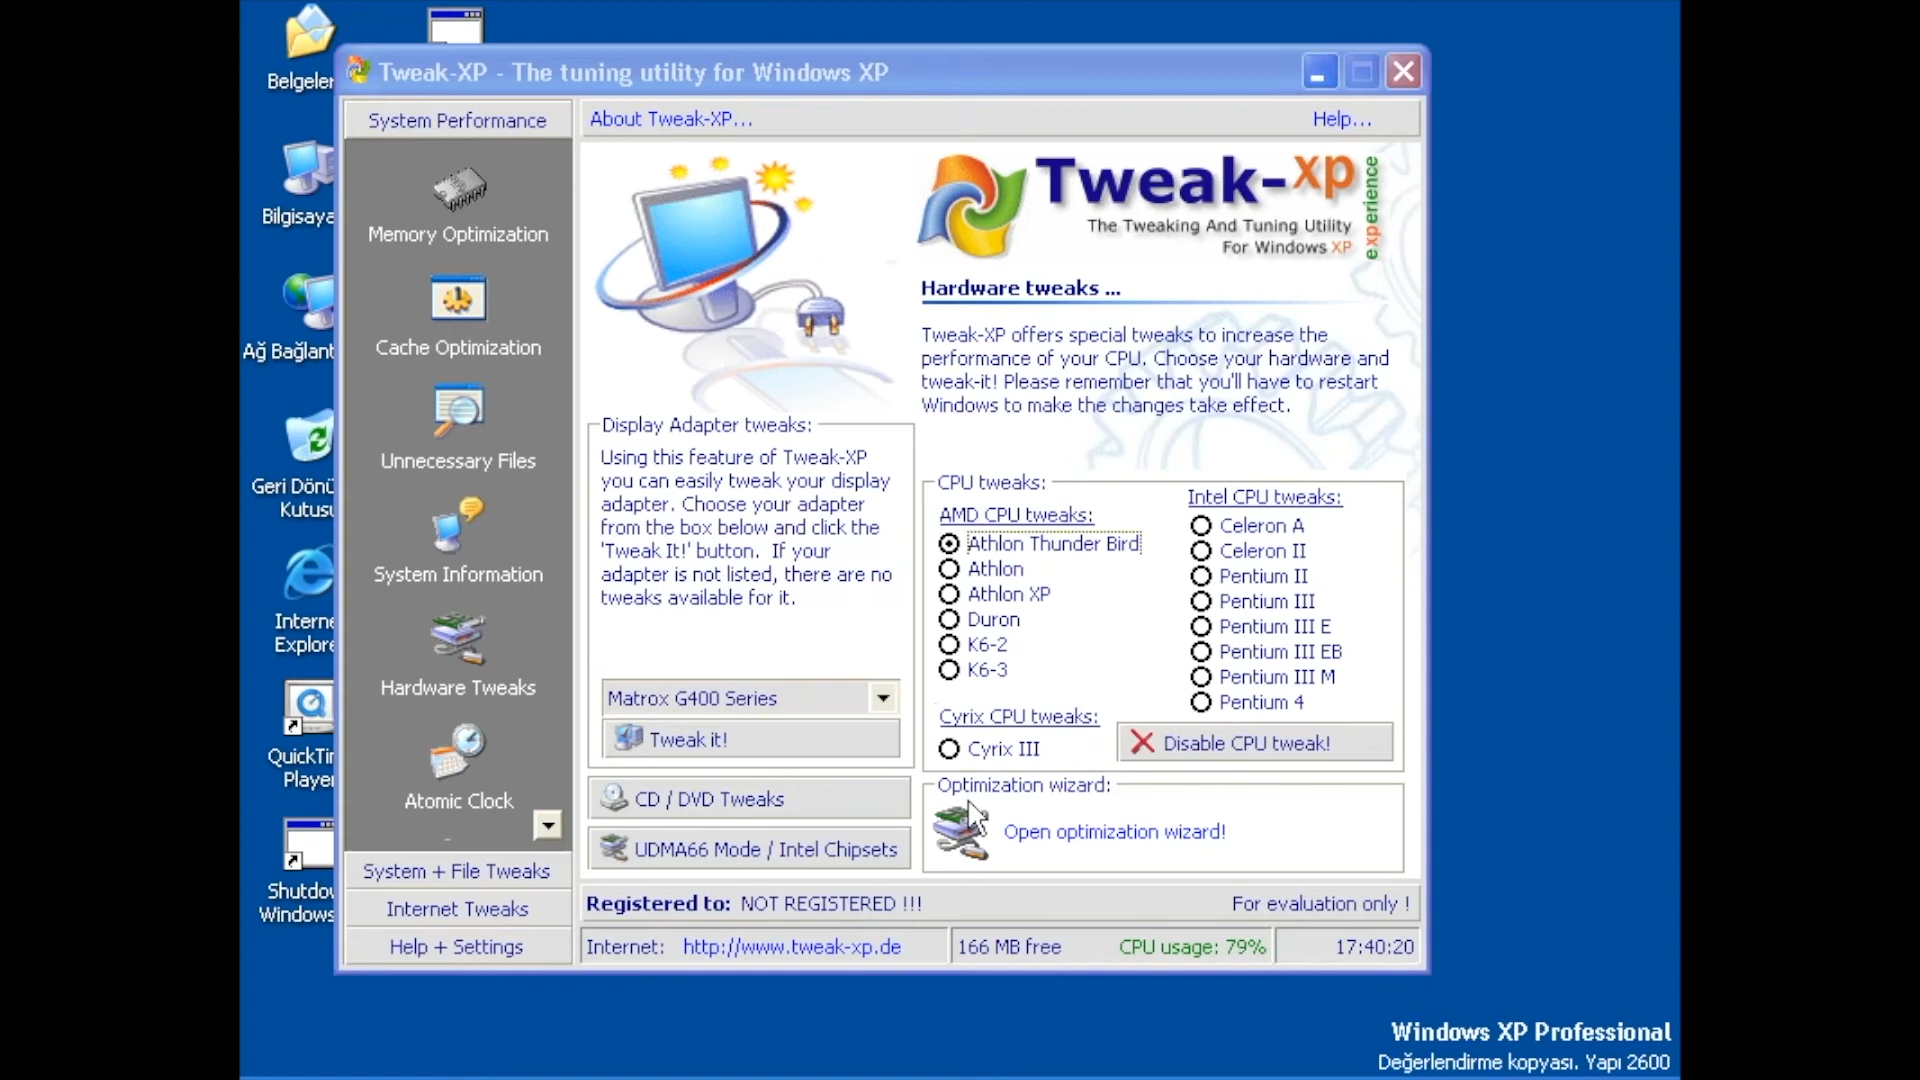 Belgeler
Bilgisaya
Ağ Bağlant
Geri Dönü
Kutusu
Interne
Explore
QuickTim
Player
Shutdow
Windows
Tweak-XP - The tuning utility for Windows XP
System Performance
Memory Optimization
Cache Optimization
Unnecessary Files
System Information
Hardware Tweaks
Atomic Clock
System + File Tweaks
Internet Tweaks
Help + Settings
About Tweak-XP...
Help...
Tweak-xp
experience
The Tweaking And Tuning Utility
For Windows XP
Hardware tweaks ...
Tweak-XP offers special tweaks to increase the
performance of your CPU. Choose your hardware and
tweak-it! Please remember that you'll have to restart
Windows to make the changes take effect.
Display Adapter tweaks:
Using this feature of Tweak-XP
you can easily tweak your display
adapter. Choose your adapter
from the box below and click the
'Tweak It!' button.  If your
adapter is not listed, there are no
tweaks available for it.
Matrox G400 Series
Tweak it!
CD / DVD Tweaks
UDMA66 Mode / Intel Chipsets
CPU tweaks:
AMD CPU tweaks:
Athlon Thunder Bird
Athlon
Athlon XP
Duron
K6-2
K6-3
Cyrix CPU tweaks:
Cyrix III
Intel CPU tweaks:
Celeron A
Celeron II
Pentium II
Pentium III
Pentium III E
Pentium III EB
Pentium III M
Pentium 4
Disable CPU tweak!
Optimization wizard:
Open optimization wizard!
Registered to: NOT REGISTERED !!!
For evaluation only !
Internet: http://www.tweak-xp.de
166 MB free
CPU usage: 79%
17:40:20
Windows XP Professional
Değerlendirme kopyası. Yapı 2600